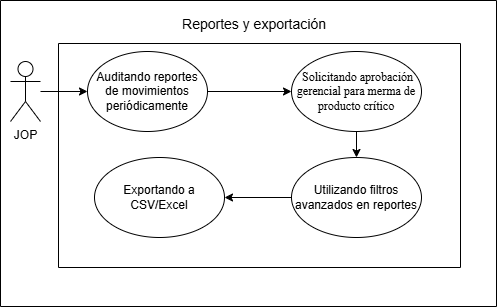 Reportes y exportación
Auditando reportes
de movimientos
periódicamente
Solicitando aprobación
gerencial para merma de
producto crítico
JOP
Exportando a
CSV/Excel
Utilizando filtros
avanzados en reportes